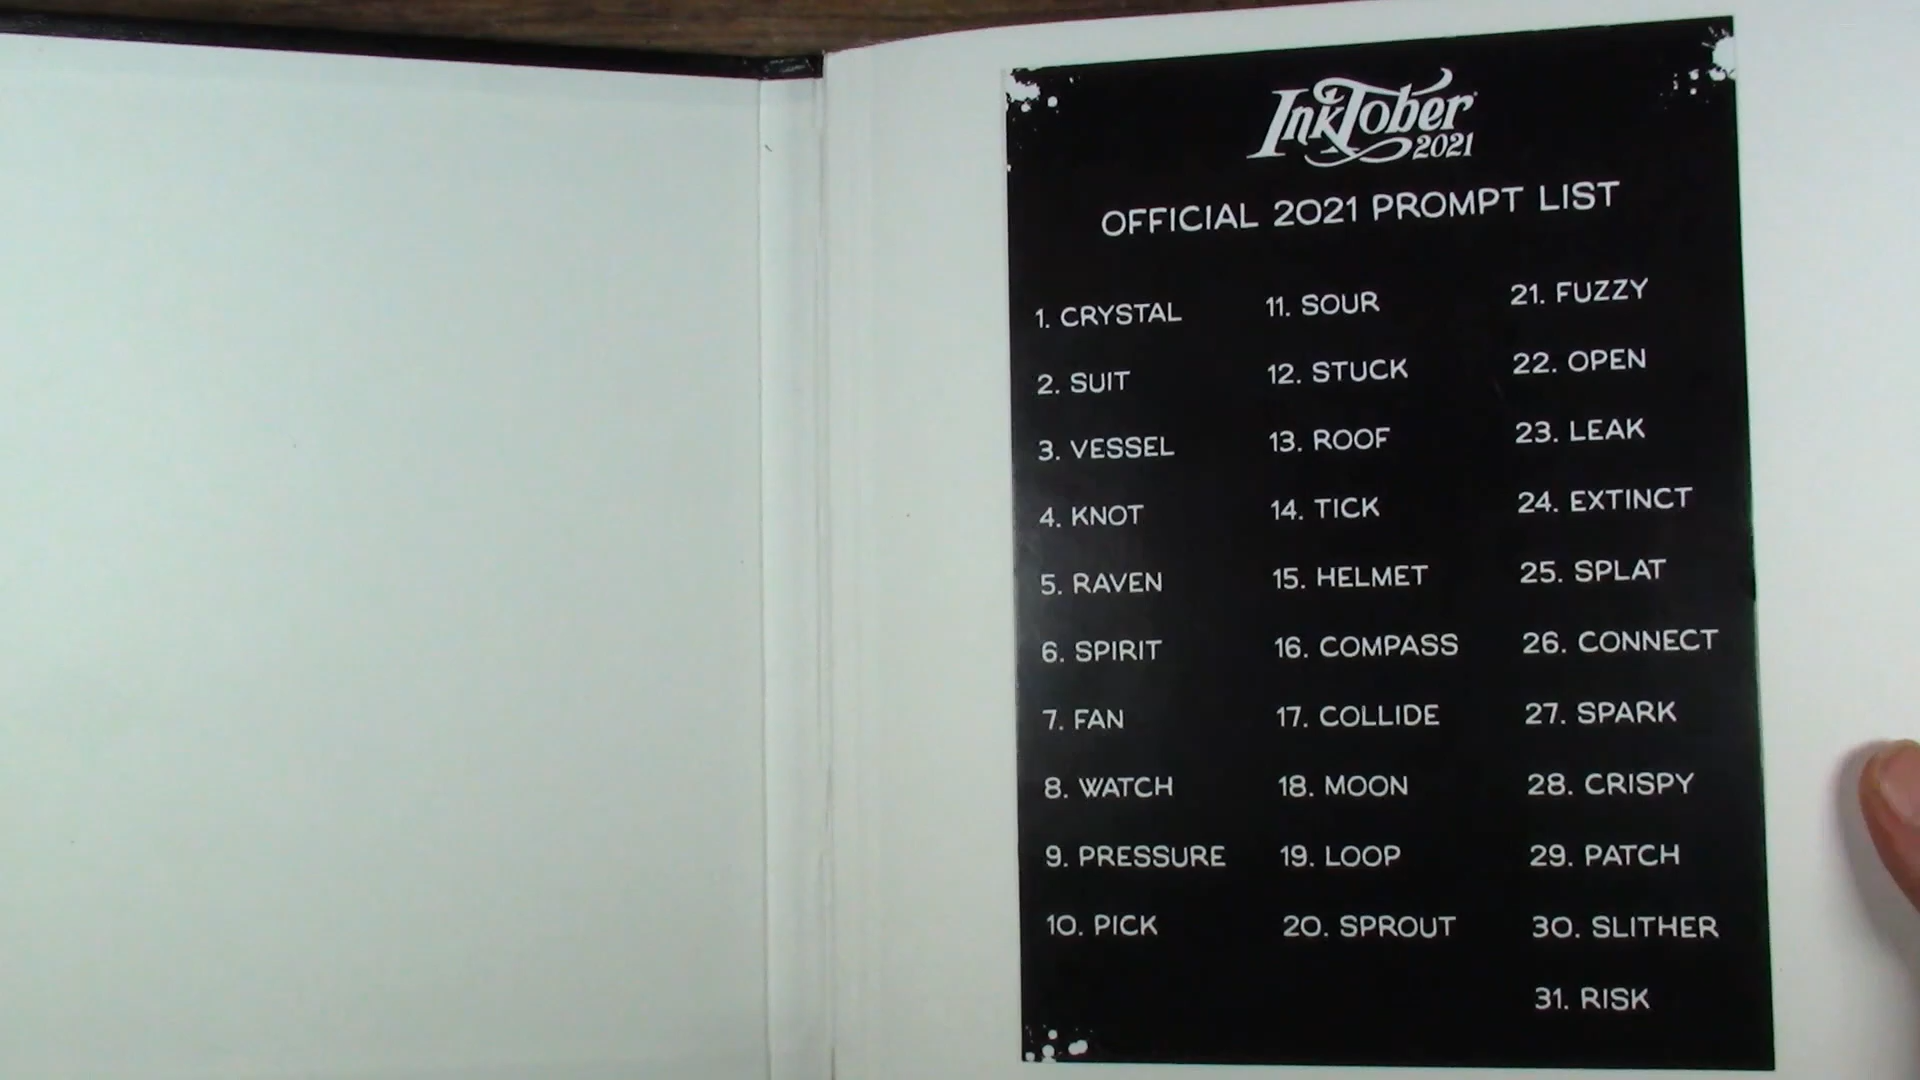 InkTober
2021
OFFICIAL 2021 PROMPT LIST
1. CRYSTAL
2. SUIT
3. VESSEL
4. KNOT
5. RAVEN
6. SPIRIT
7. FAN
8. WATCH
9. PRESSURE
10. PICK
11. SOUR
12. STUCK
13. ROOF
14. TICK
15. HELMET
16. COMPASS
17. COLLIDE
18. MOON
19. LOOP
20. SPROUT
21. FUZZY
22. OPEN
23. LEAK
24. EXTINCT
25. SPLAT
26. CONNECT
27. SPARK
28. CRISPY
29. PATCH
30. SLITHER
31. RISK